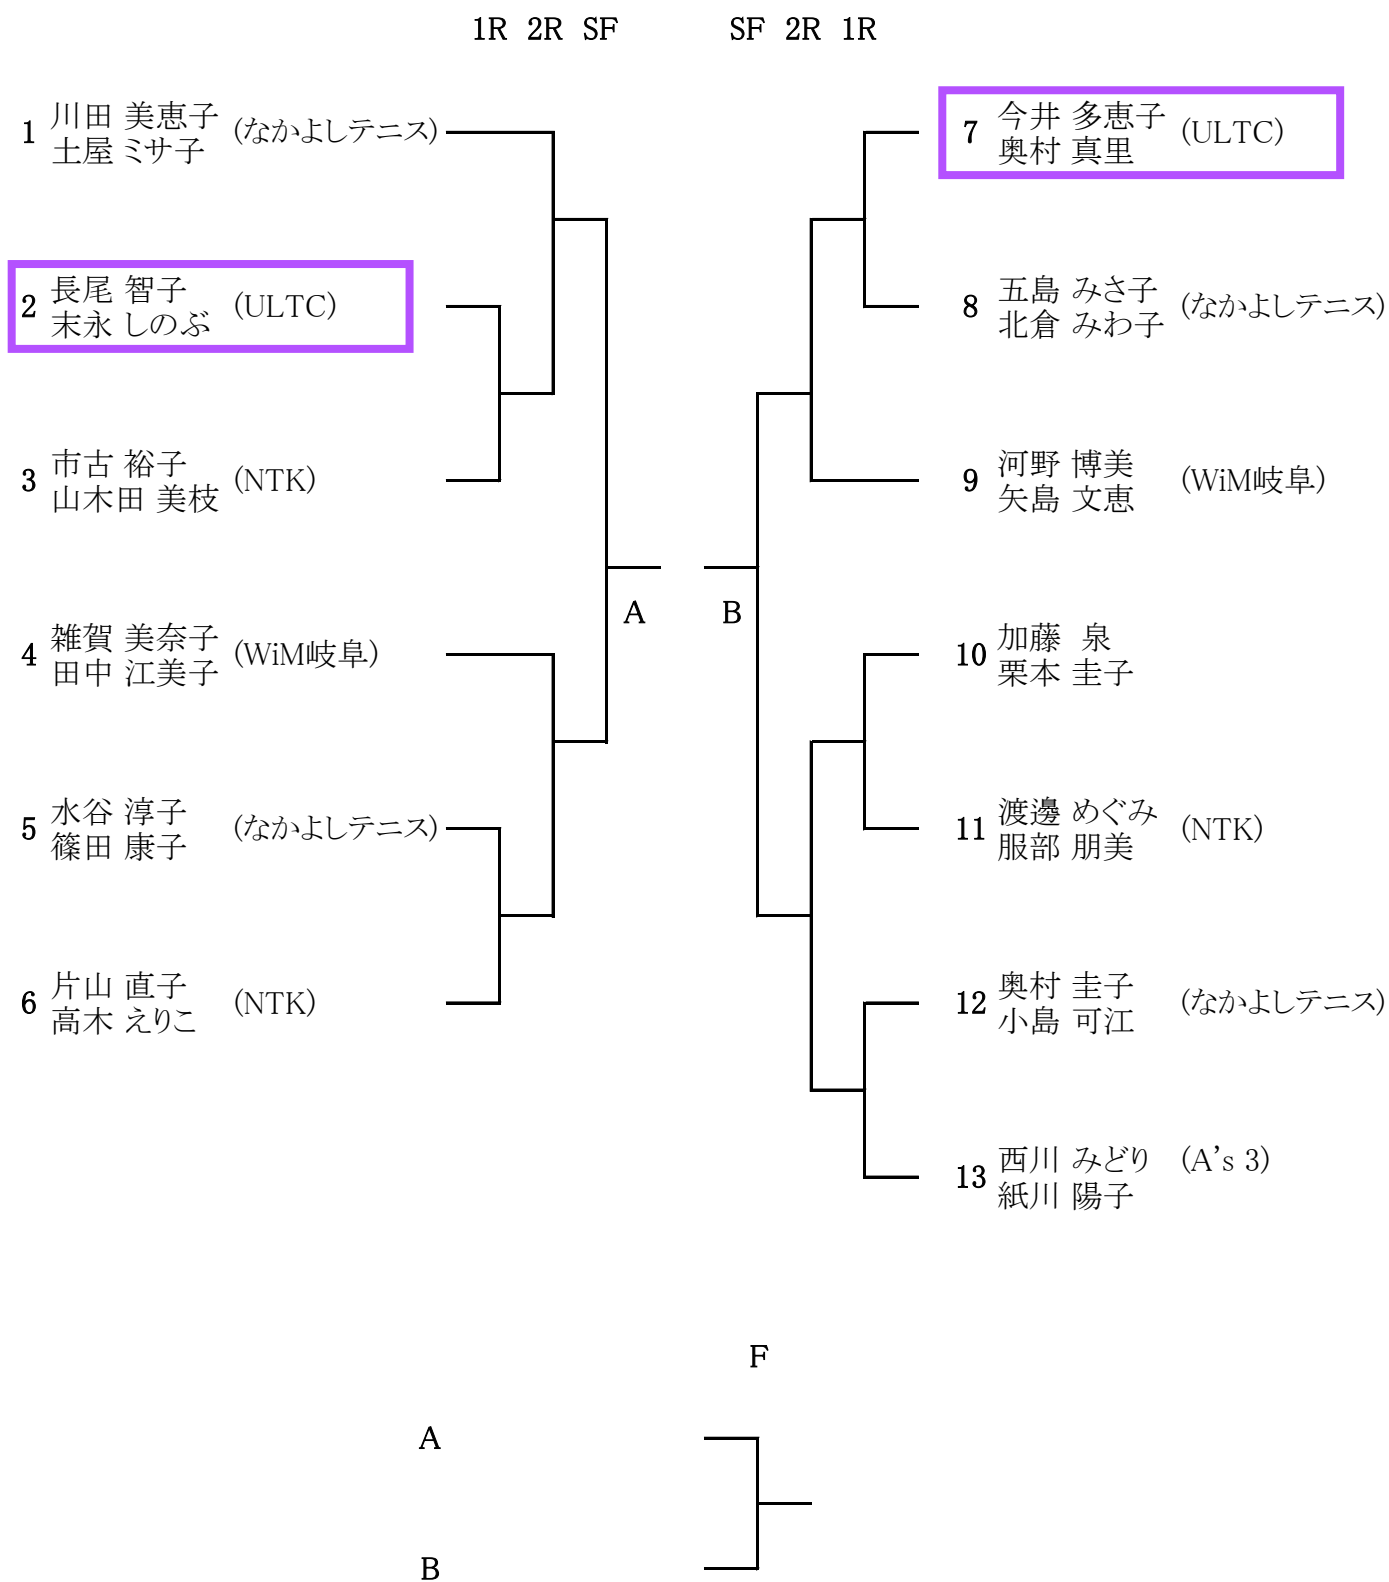 1R 2R SF
SF 2R 1R
1 川田 美恵子 (なかよしテニス)
土屋 ミサ子
2 長尾 智子 (ULTC)
末永 しのぶ
3 市古 裕子 (NTK)
山木田 美枝
4 雑賀 美奈子 (WiM岐阜)
田中 江美子
5 水谷 淳子 (なかよしテニス)
篠田 康子
6 片山 直子 (NTK)
高木 えりこ
A
B
7 今井 多恵子 (ULTC)
奥村 真里
8 五島 みさ子 (なかよしテニス)
北倉 みわ子
9 河野 博美 (WiM岐阜)
矢島 文恵
10 加藤 泉
栗本 圭子
11 渡邊 めぐみ (NTK)
服部 朋美
12 奥村 圭子 (なかよしテニス)
小島 可江
13 西川 みどり (A's 3)
紙川 陽子
F
A
B